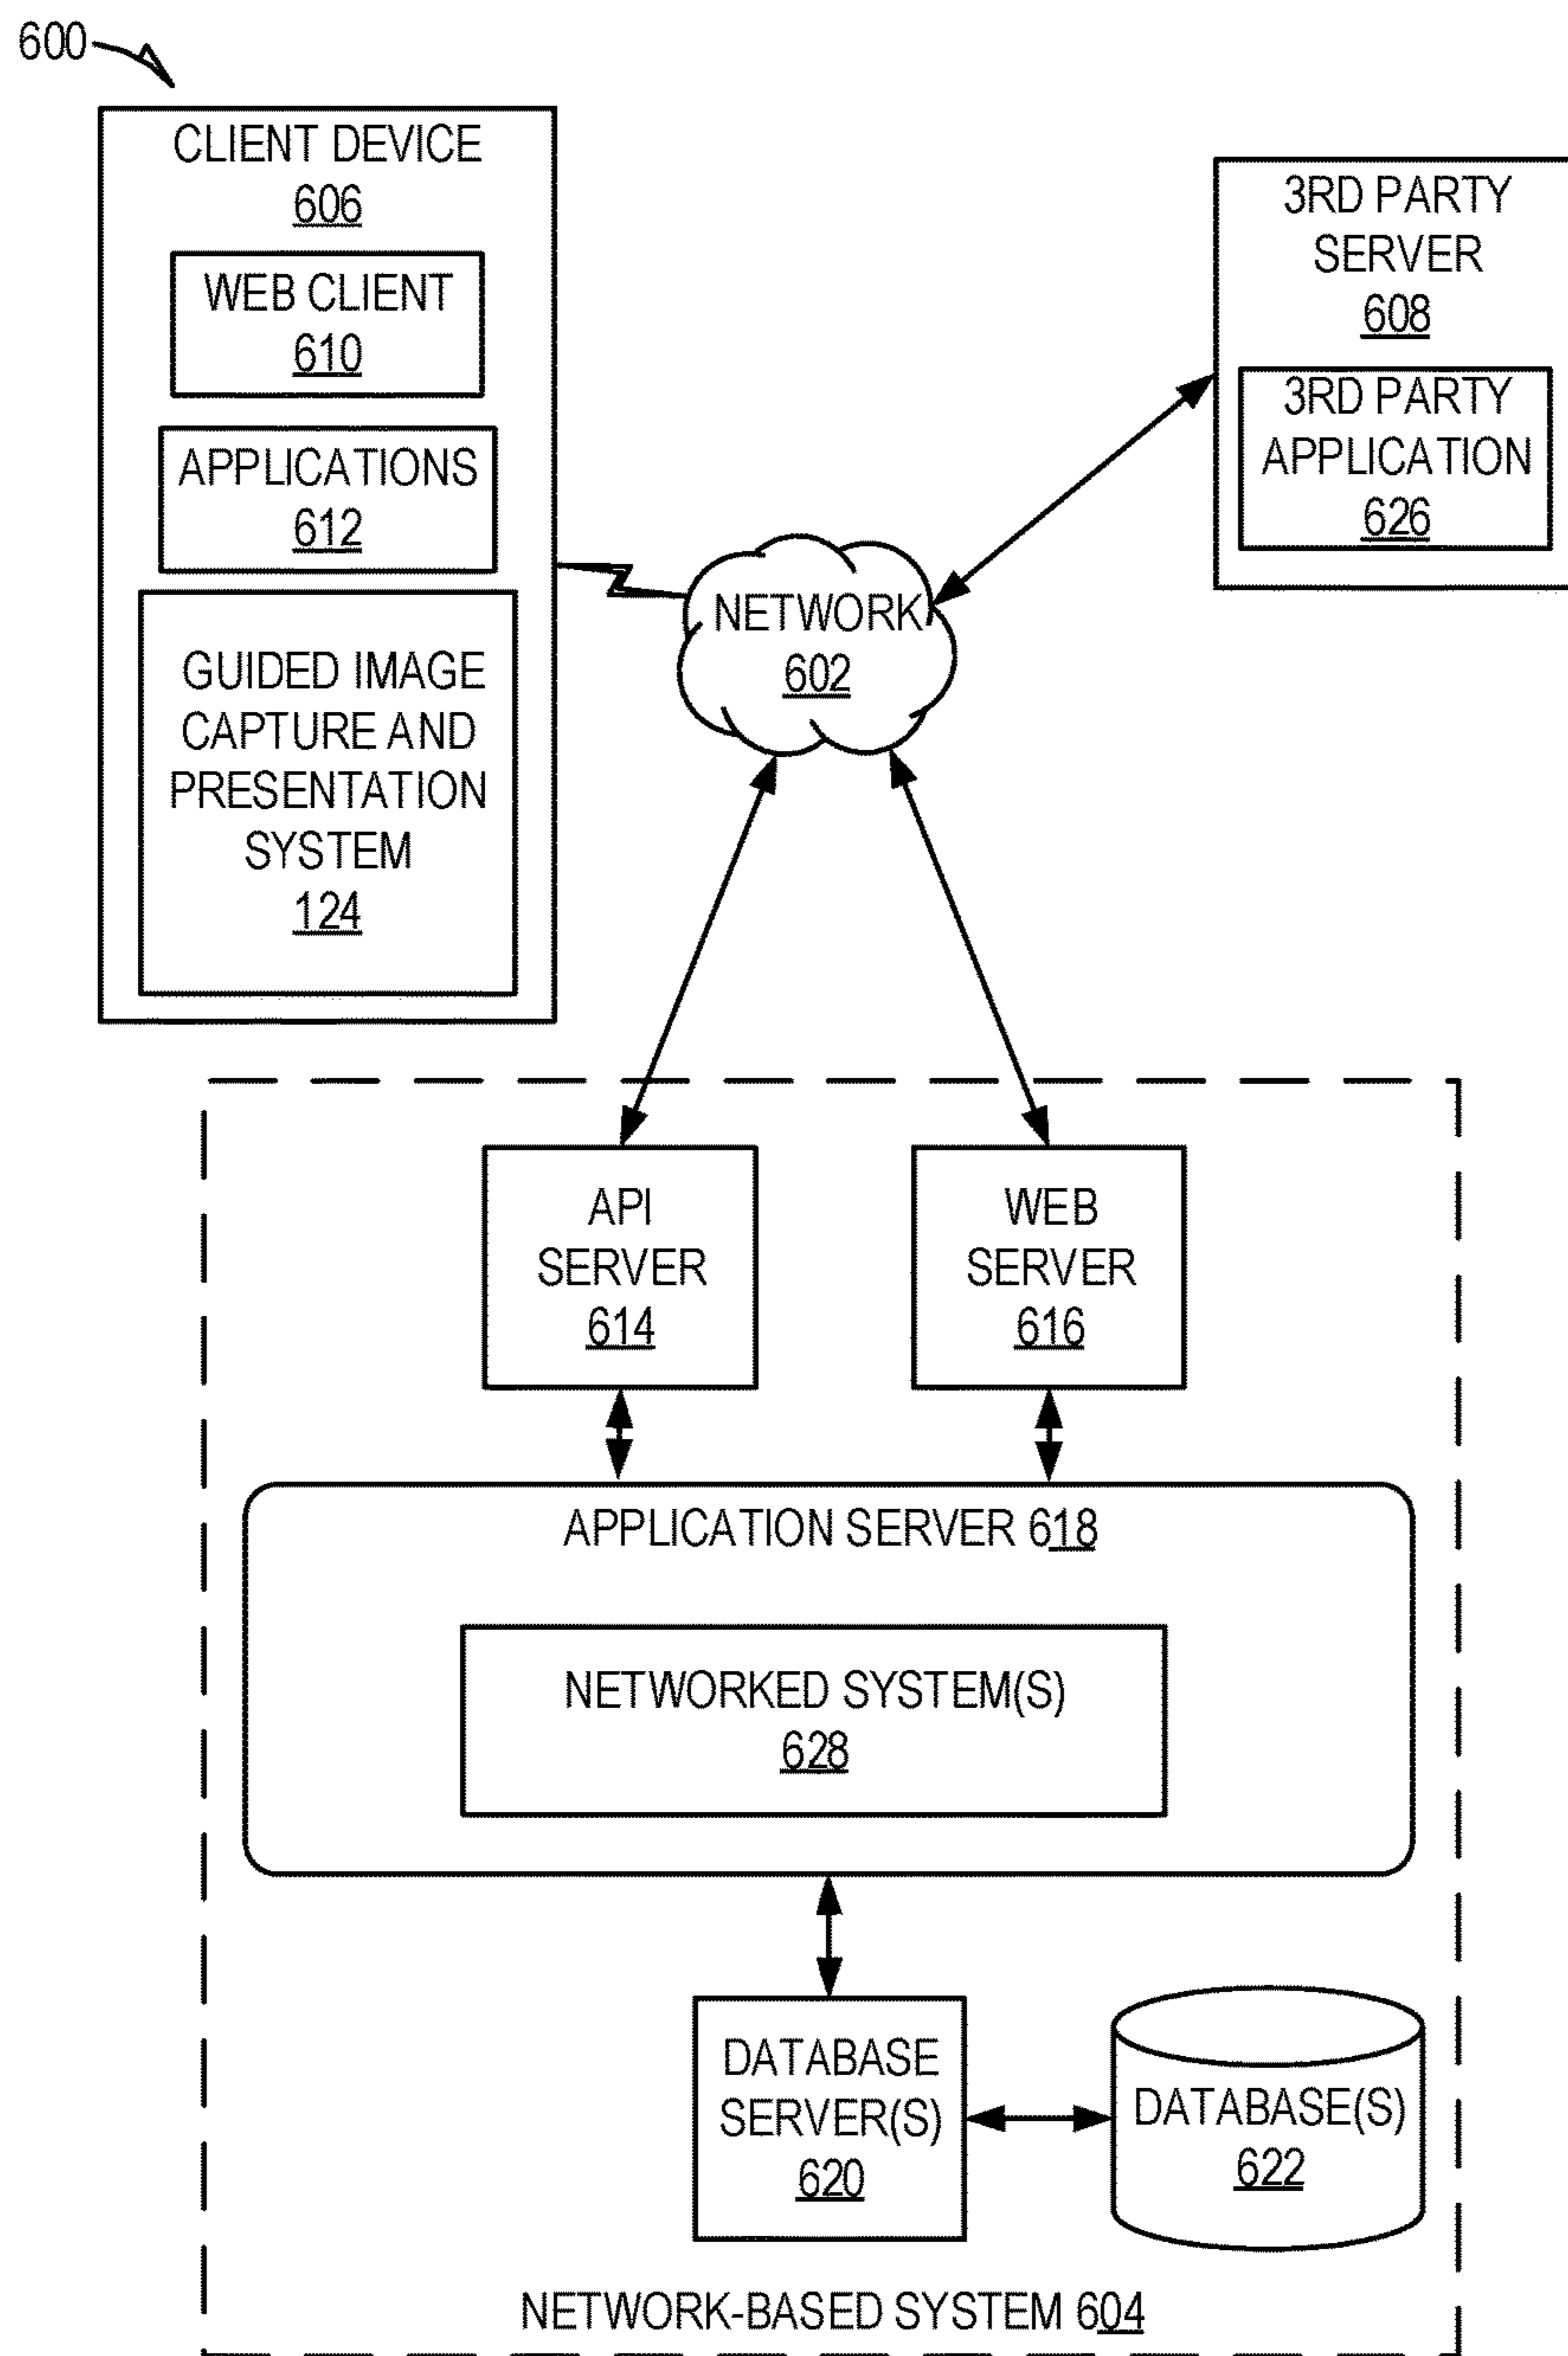 600
CLIENT DEVICE
606
WEB CLIENT
610
APPLICATIONS
612
GUIDED IMAGE
CAPTURE AND
PRESENTATION
SYSTEM
124
NETWORK
602
3RD PARTY
SERVER
608
3RD PARTY
APPLICATION
626
API
SERVER
614
WEB
SERVER
616
APPLICATION SERVER 618
NETWORKED SYSTEM(S)
628
DATABASE
SERVER(S)
620
DATABASE(S)
622
NETWORK-BASED SYSTEM 604